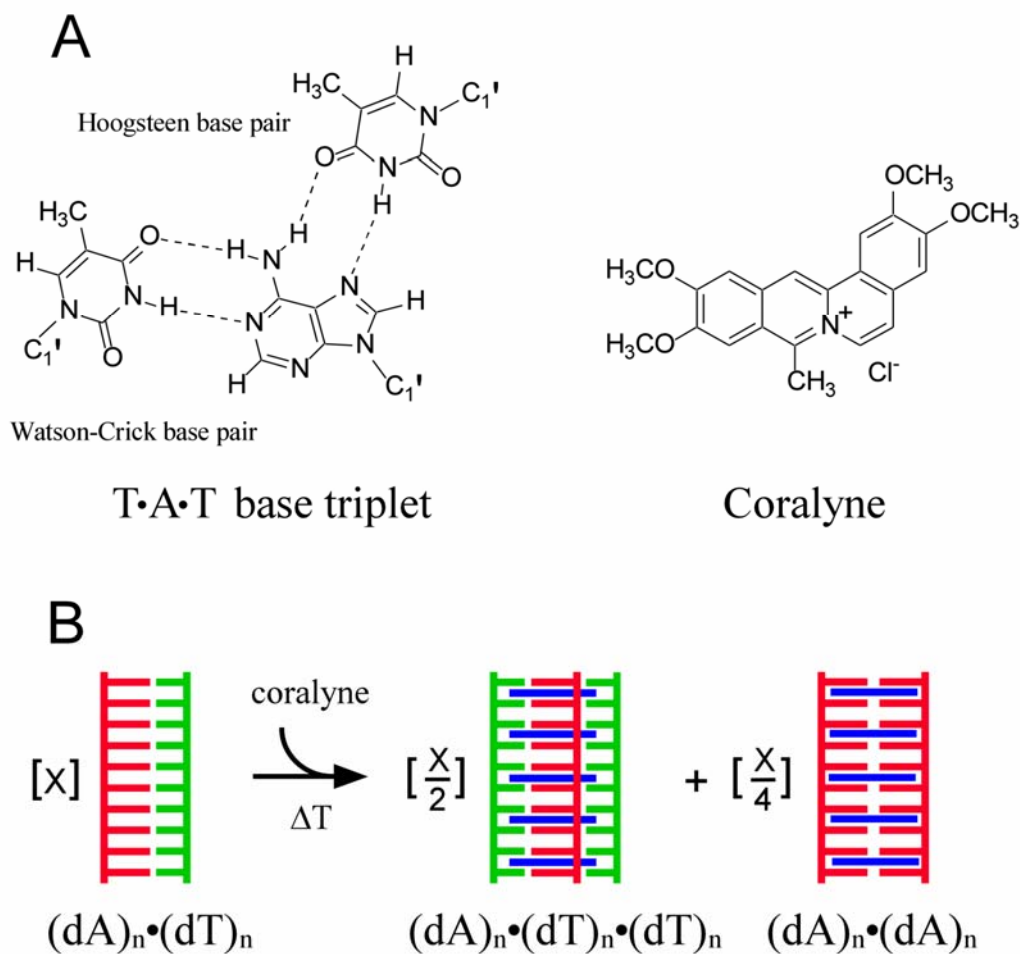 A
Hoogsteen base pair
H
H₃C
C₁'
N
O
N
O
H
H₃C
O
H
H
N
H
N
H
N
N
H
N
O
C₁'
H
N
N
C₁'
Watson-Crick base pair
T•A•T base triplet
OCH₃
OCH₃
H₃CO
N⁺
H₃CO
CH₃
Cl⁻
Coralyne
B
coralyne
ΔT
[X]
[X/2]
+
[X/4]
(dA)ₙ•(dT)ₙ
(dA)ₙ•(dT)ₙ•(dT)ₙ
(dA)ₙ•(dA)ₙ